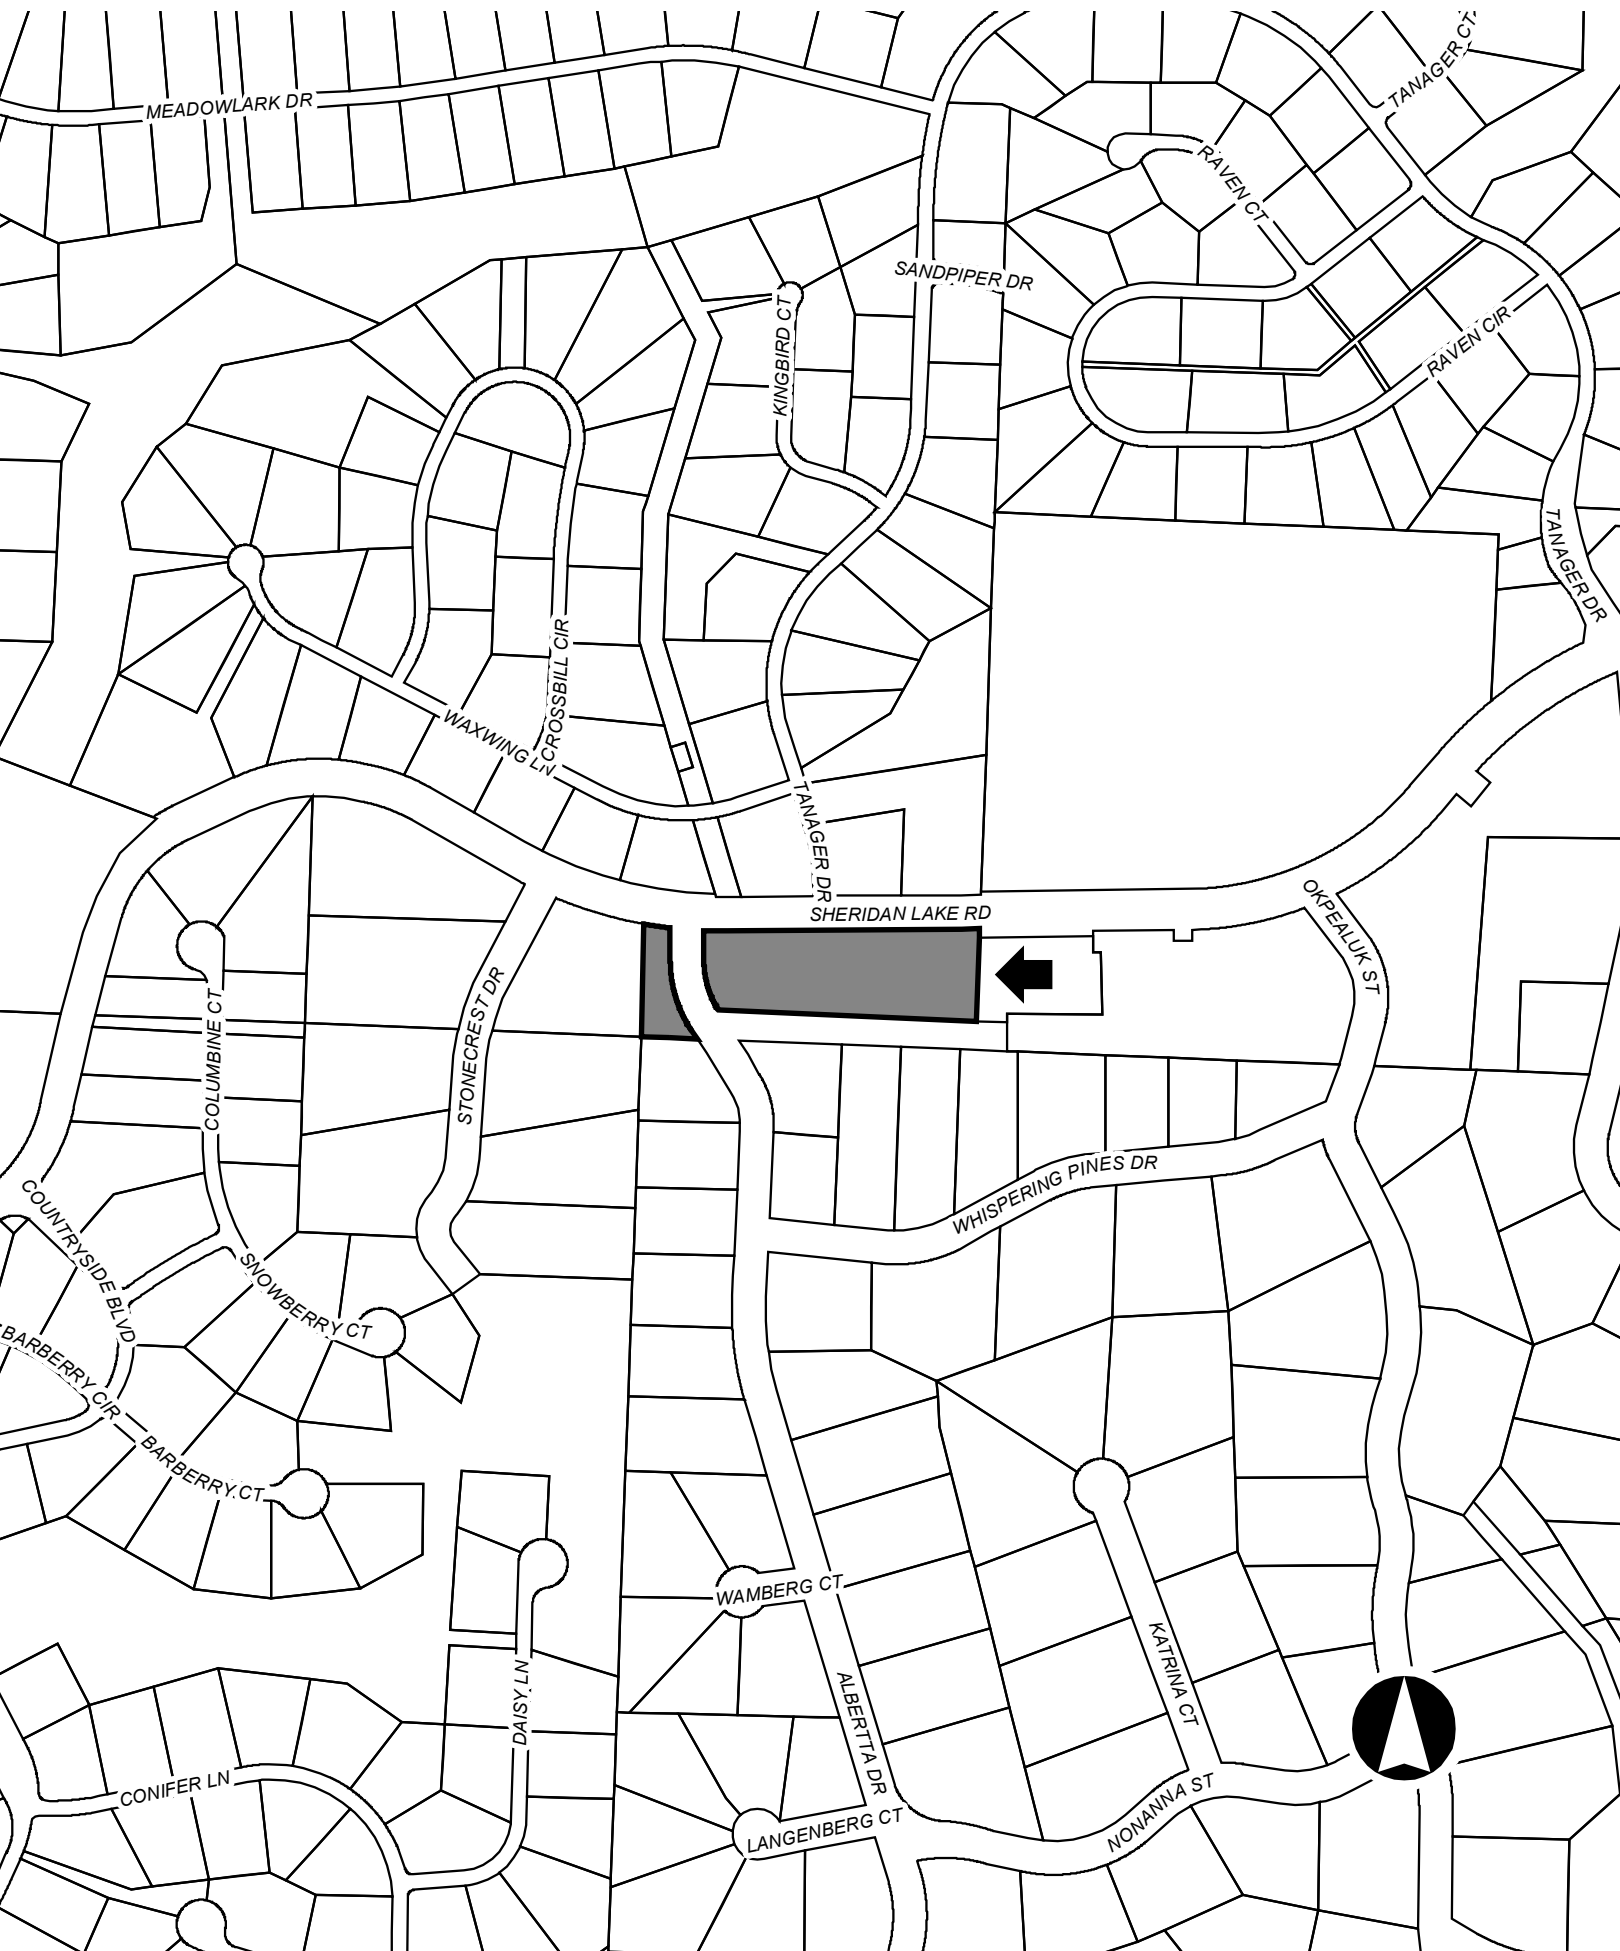 TANAGER CT
MEADOWLARK DR
RAVEN CT
SANDPIPER DR
KINGBIRD CT
RAVEN CIR
TANAGER DR
CROSSBILL CIR
WAXWING LN
TANAGER DR
SHERIDAN LAKE RD
OKPEALUK ST
STONECREST DR
COLUMBINE CT
WHISPERING PINES DR
COUNTRYSIDE BLVD
SNOWBERRY CT
BARBERRY CIR
BARBERRY CT
WAMBERG CT
KATRINA CT
DAISY LN
ALBERTTA DR
CONIFER LN
NONANNA ST
LANGENBERG CT